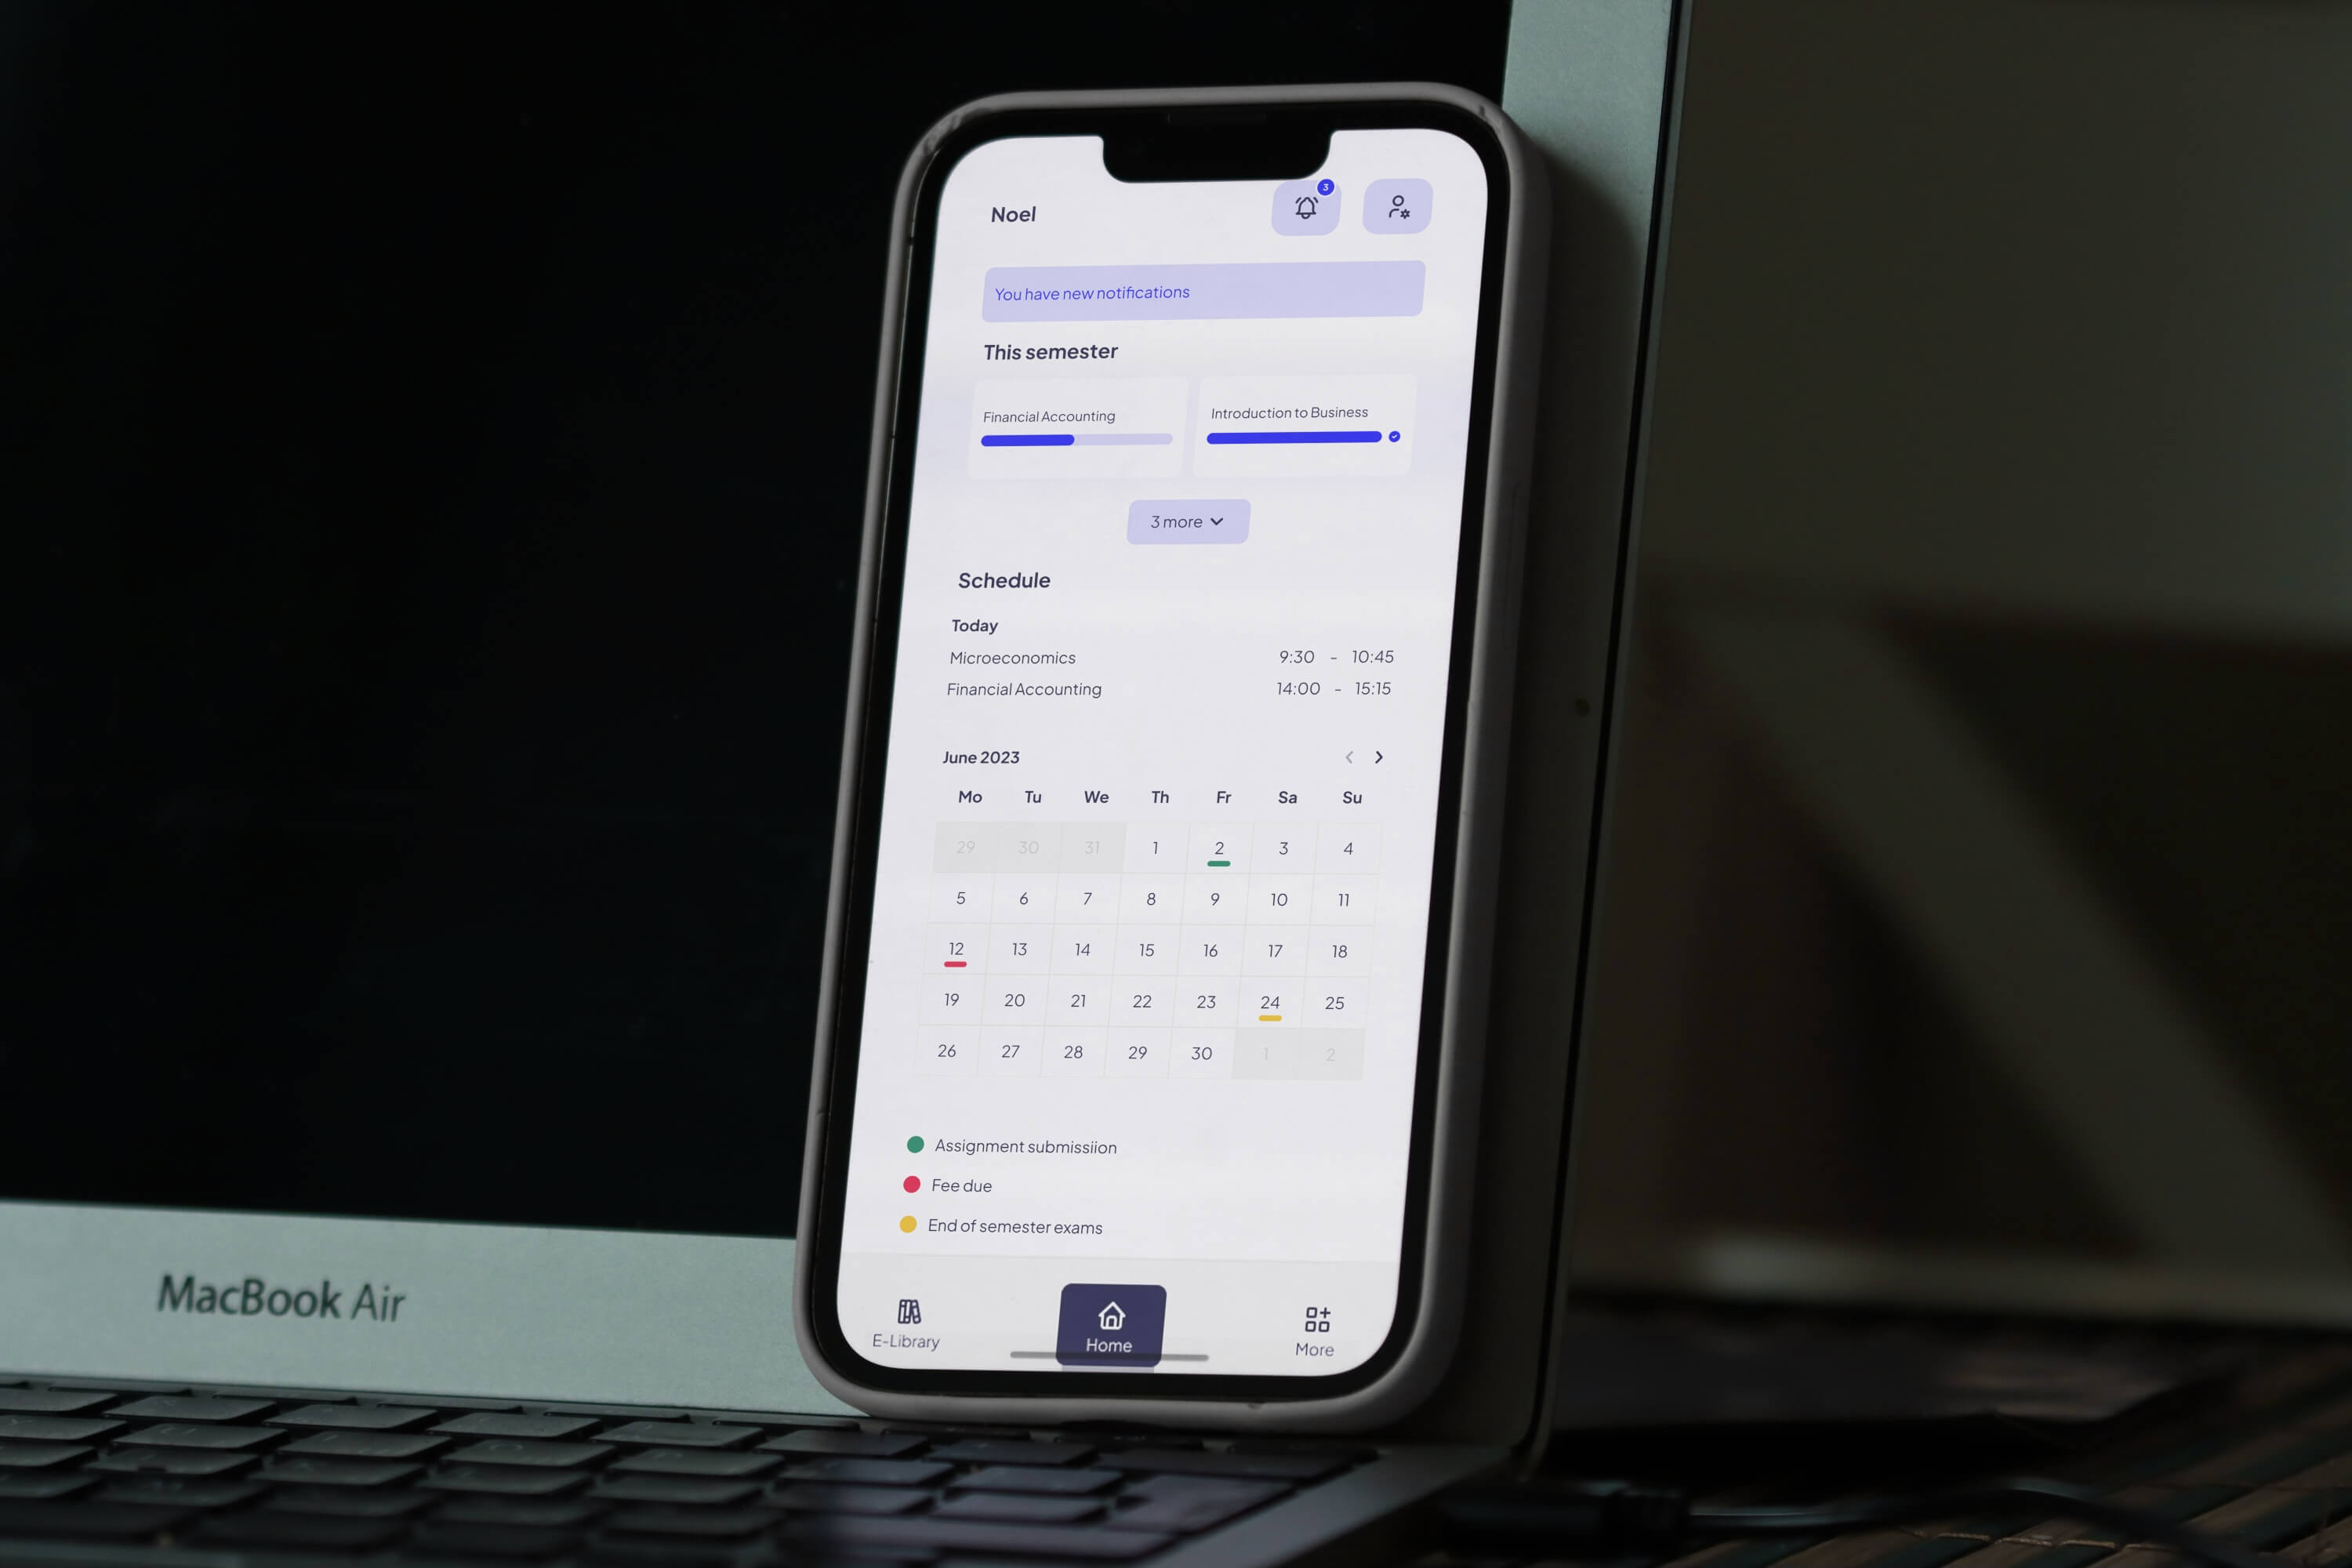 3
Noel
You have new notifications
This semester
Financial Accounting
Introduction to Business
3 more
Schedule
Today
Microeconomics 9:30 - 10:45
Financial Accounting 14:00 - 15:15
June 2023
Mo Tu We Th Fr Sa Su
29 30 31 1 2 3 4
5 6 7 8 9 10 11
12 13 14 15 16 17 18
19 20 21 22 23 24 25
26 27 28 29 30 1 2
Assignment submissiion
Fee due
End of semester exams
E-Library
Home
More
MacBook Air